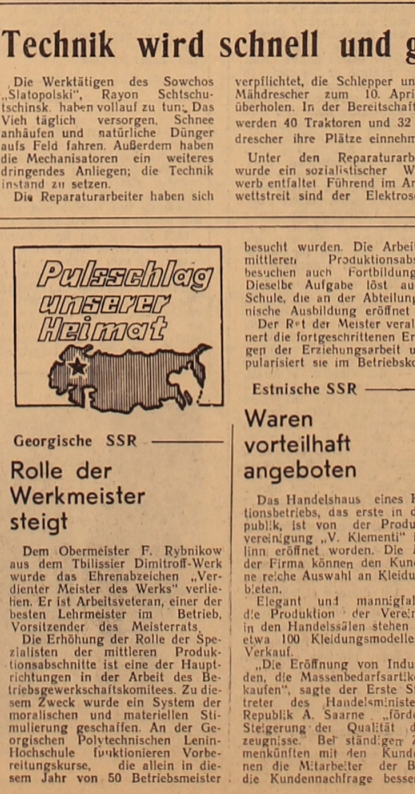 Technik wird schnell und
Die Werktätigen des Sowchos
„Slatopolski", Rayon Schtschu-
tschinsk. haben vollauf zu tun: Das
Vieh täglich versorgen, Schnee
anhäufen und natürliche Dünger
aufs Feld fahren. Außerdem haben
die Mechanisatoren ein weiteres
dringendes Anliegen; die Technik
instand zu setzen.
Die Reparaturarbeiter haben sich
verpflichtet, die Schlepper un
Mähdrescher zum 10. Apri
überholen. In der Bereitschaf
werden 40 Traktoren und 32
drescher ihre Plätze einnehm
Unter den Reparaturarb
wurde ein sozialistischer W
werb entfaltet. Führend im Ar
wettstreit sind der Elektrosc
Pulsschlag
unserer
Heimat
Georgische SSR
Rolle der
Werkmeister
steigt
Dem Obermeister F. Rybnikow
aus dem Tbilissier Dimitroff-Werk
wurde das Ehrenabzeichen „Ver-
dienter Meister des Werks" verlie-
hen. Er ist Arbeitsveteran, einer der
besten Lehrmeister im Betrieb,
Vorsitzender des Meisterrats.
Die Erhöhung der Rolle der Spe-
zialisten der mittleren Produk-
tionsabschnitte ist eine der Haupt-
richtungen in der Arbeit des Be-
triebsgewerkschaftskomitees. Zu die-
sem Zweck wurde ein System der
moralischen und materiellen Sti-
mulierung geschaffen. An der Ge-
orgischen Polytechnischen Lenin-
Hochschule funktionieren Vorbe-
reitungskurse, die allein in die-
sem Jahr von 50 Betriebsmeister
besucht wurden. Die Arbei
mittleren Produktionsabs
besuchen auch Fortbildung
Dieselbe Aufgabe löst au
Schule, die an der Abteilung
nische Ausbildung eröffnet
Der Rat der Meister veral
nert die fortgeschrittenen Er
gen der Erziehungsarbeit u
pularisiert sie im Betriebsko
Estnische SSR
Waren
vorteilhaft
angeboten
Das Handelshaus eines
tionsbetriebs, das erste in d
publik, ist von der Produ
vereinigung „V. Klementi"
linn eröffnet worden. Die
der Firma können den Kun
ne reiche Auswahl an Kleidu
bieten.
Elegant und mannigfal
die Produktion der Verei
in den Handelssälen stehen
etwa 100 Kleidungsmodelle
Verkauf.
„Die Eröffnung von Indu
den, die Massenbedarfsartike
kaufen", sagte der Erste S
treter des Handelsministe
Republik A. Saarne „förde
Steigerung der Qualität d
zeugnisse. Bei ständigen
menkünften mit den Kunde
nen die Mitarbeiter der B
die Kundennachfrage besse